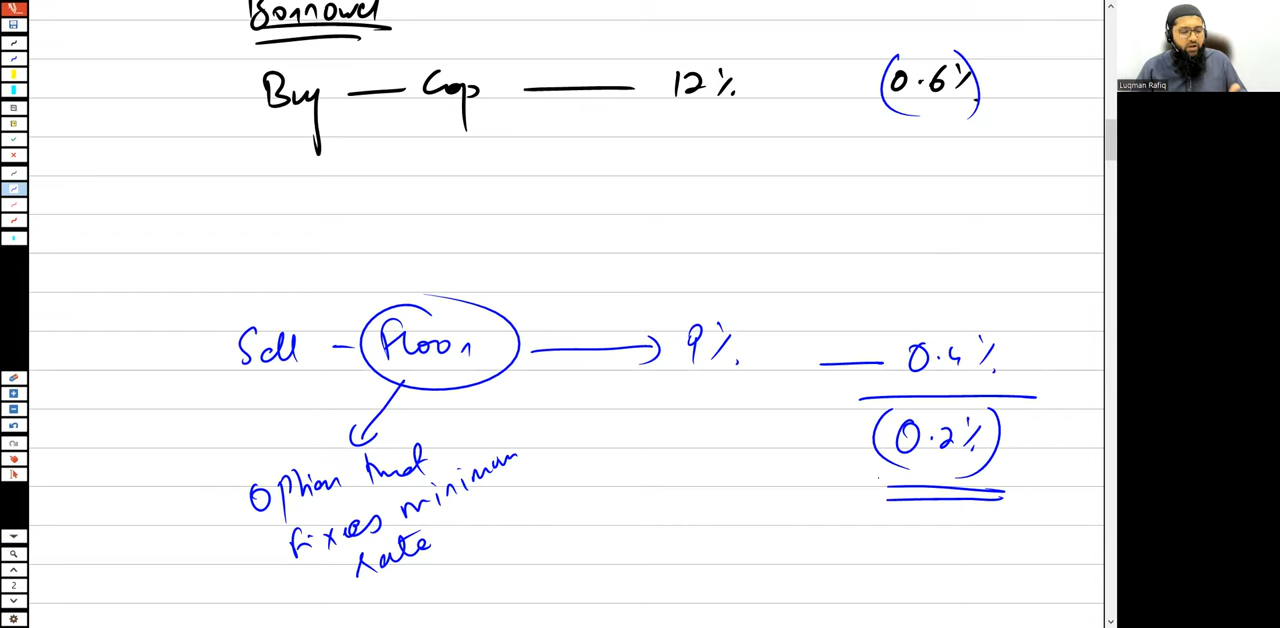 Borrower
Buy — Cap — 12% (0.6%)
Luqman Rafiq
Sell — Floor → 9% — 0.4%
(0.2%)
Option that
fixes minimum
rate
2